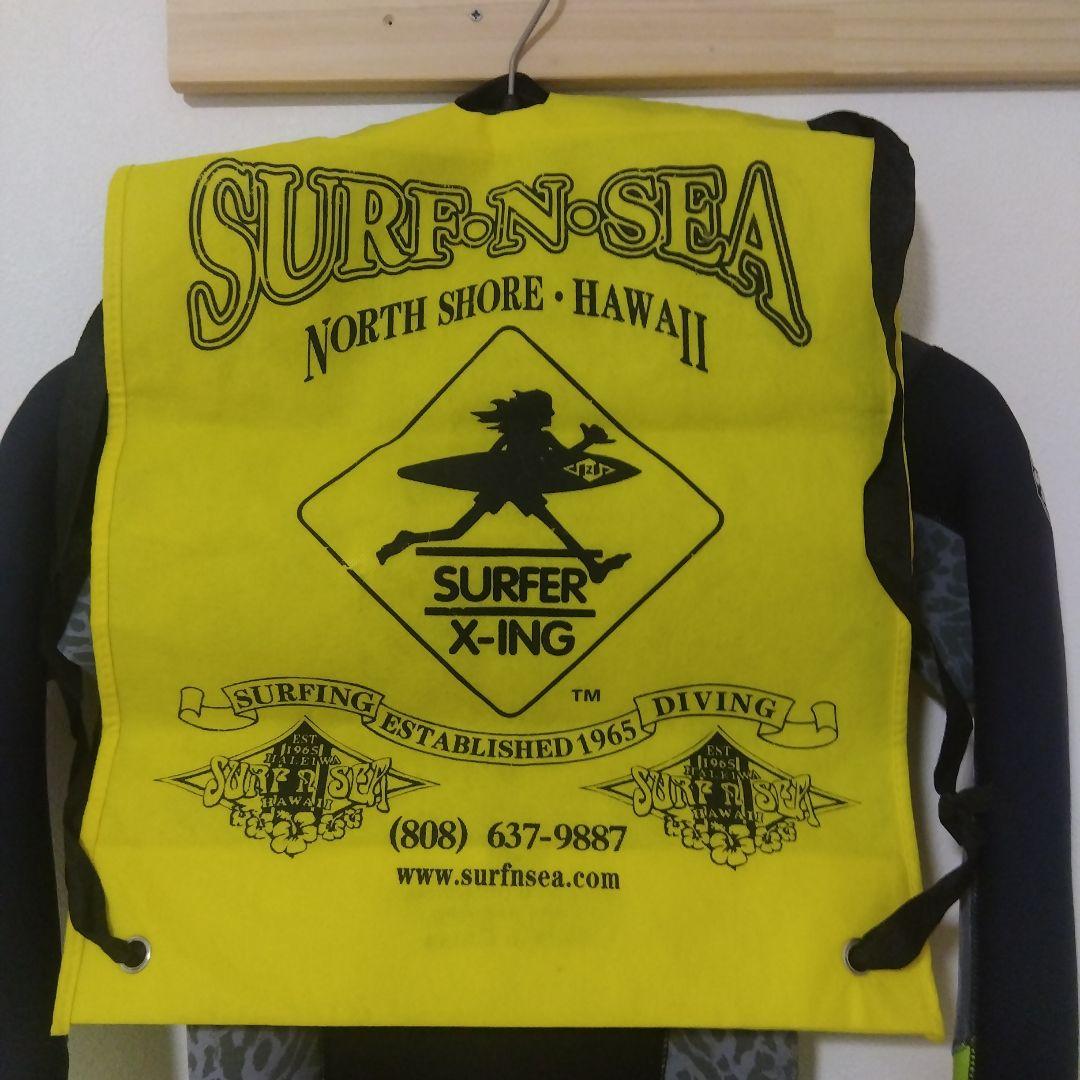 SURF•N•SEA
NORTH SHORE • HAWAII
SURFER
X-ING
TM
SURFING ESTABLISHED 1965 DIVING
EST
1965
HALEIWA
SURF N SEA
HAWAII
EST
1965
HALEIWA
SURF N SEA
HAWAII
(808) 637-9887
www.surfnsea.com